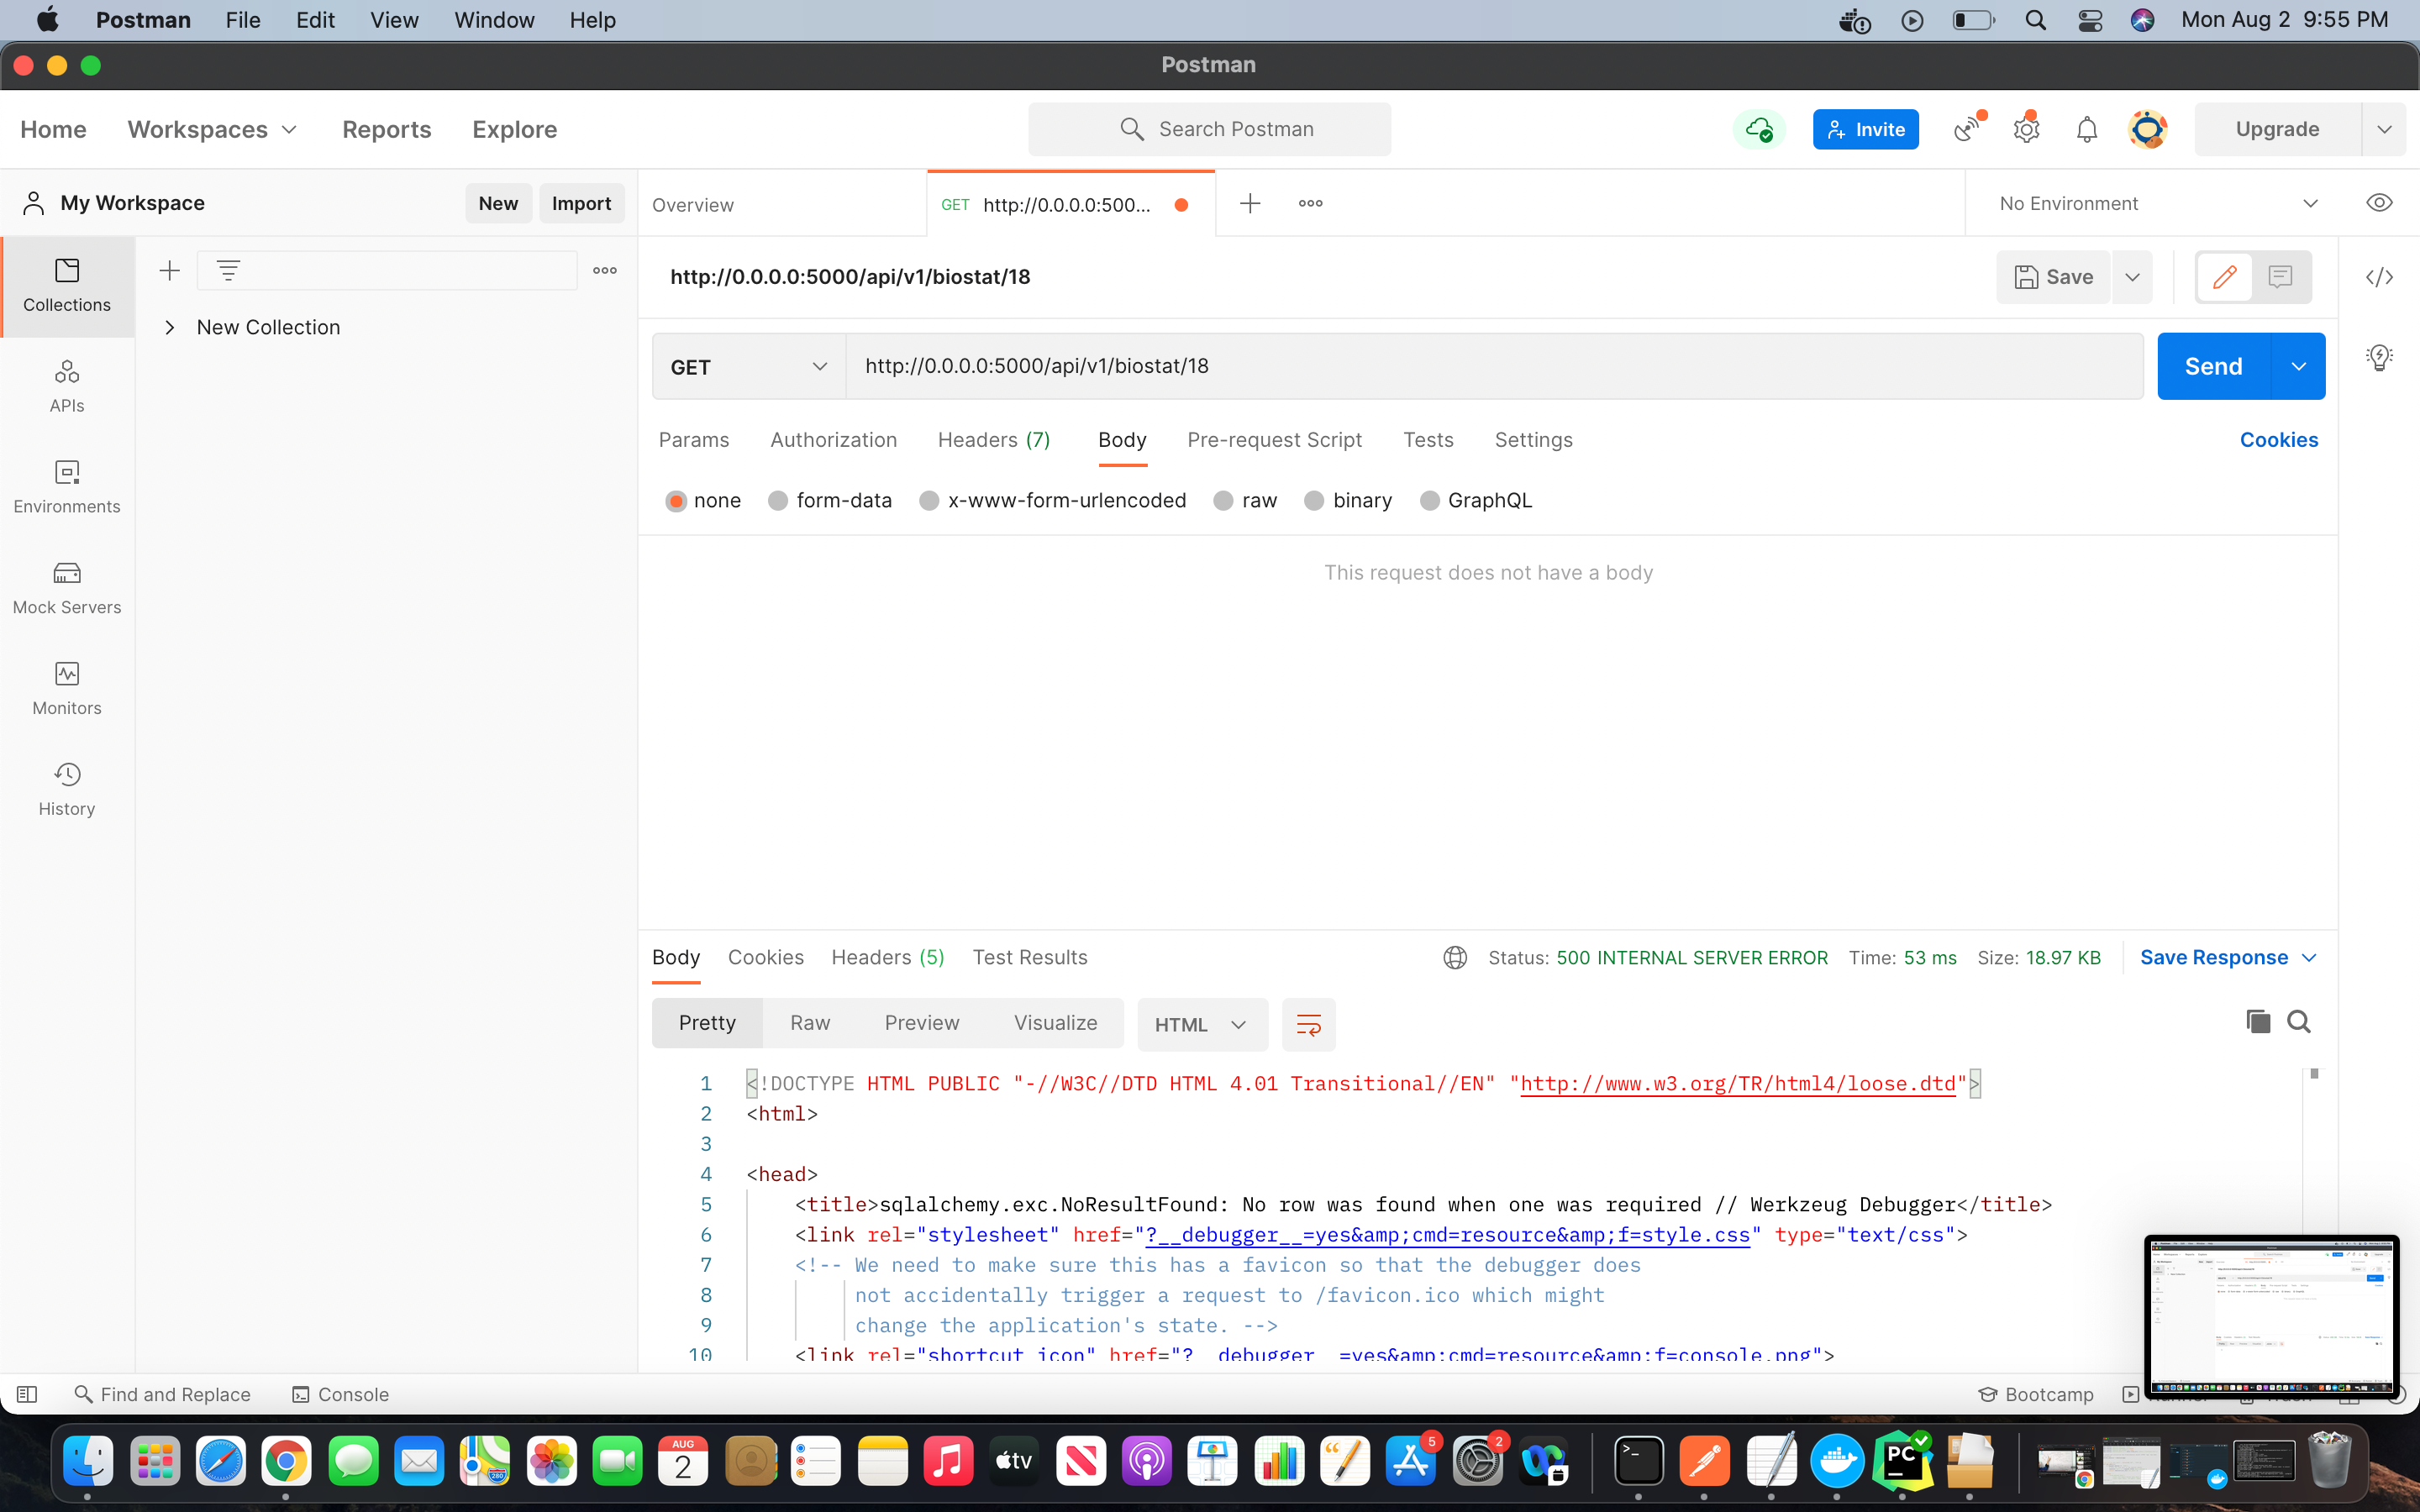 Postman File Edit View Window Help Mon Aug 2 9:55 PM
Postman
Home Workspaces Reports Explore Search Postman Invite Upgrade
My Workspace New Import Overview GET http://0.0.0.0:500... No Environment
Collections
New Collection
APIs
Environments
Mock Servers
Monitors
History
http://0.0.0.0:5000/api/v1/biostat/18 Save
GET http://0.0.0.0:5000/api/v1/biostat/18 Send
Params Authorization Headers (7) Body Pre-request Script Tests Settings Cookies
none form-data x-www-form-urlencoded raw binary GraphQL
This request does not have a body
Body Cookies Headers (5) Test Results Status: 500 INTERNAL SERVER ERROR Time: 53 ms Size: 18.97 KB Save Response
Pretty Raw Preview Visualize HTML
1 <!DOCTYPE HTML PUBLIC "-//W3C//DTD HTML 4.01 Transitional//EN" "http://www.w3.org/TR/html4/loose.dtd">
2 <html>
3
4 <head>
5 <title>sqlalchemy.exc.NoResultFound: No row was found when one was required // Werkzeug Debugger</title>
6 <link rel="stylesheet" href="?__debugger__=yes&amp;cmd=resource&amp;f=style.css" type="text/css">
7 <!-- We need to make sure this has a favicon so that the debugger does
8 not accidentally trigger a request to /favicon.ico which might
9 change the application's state. -->
10 <link rel="shortcut icon" href="?__debugger__=yes&amp;cmd=resource&amp;f=console.png">
Find and Replace Console Bootcamp
AUG 2 280 tv 5 2 PC